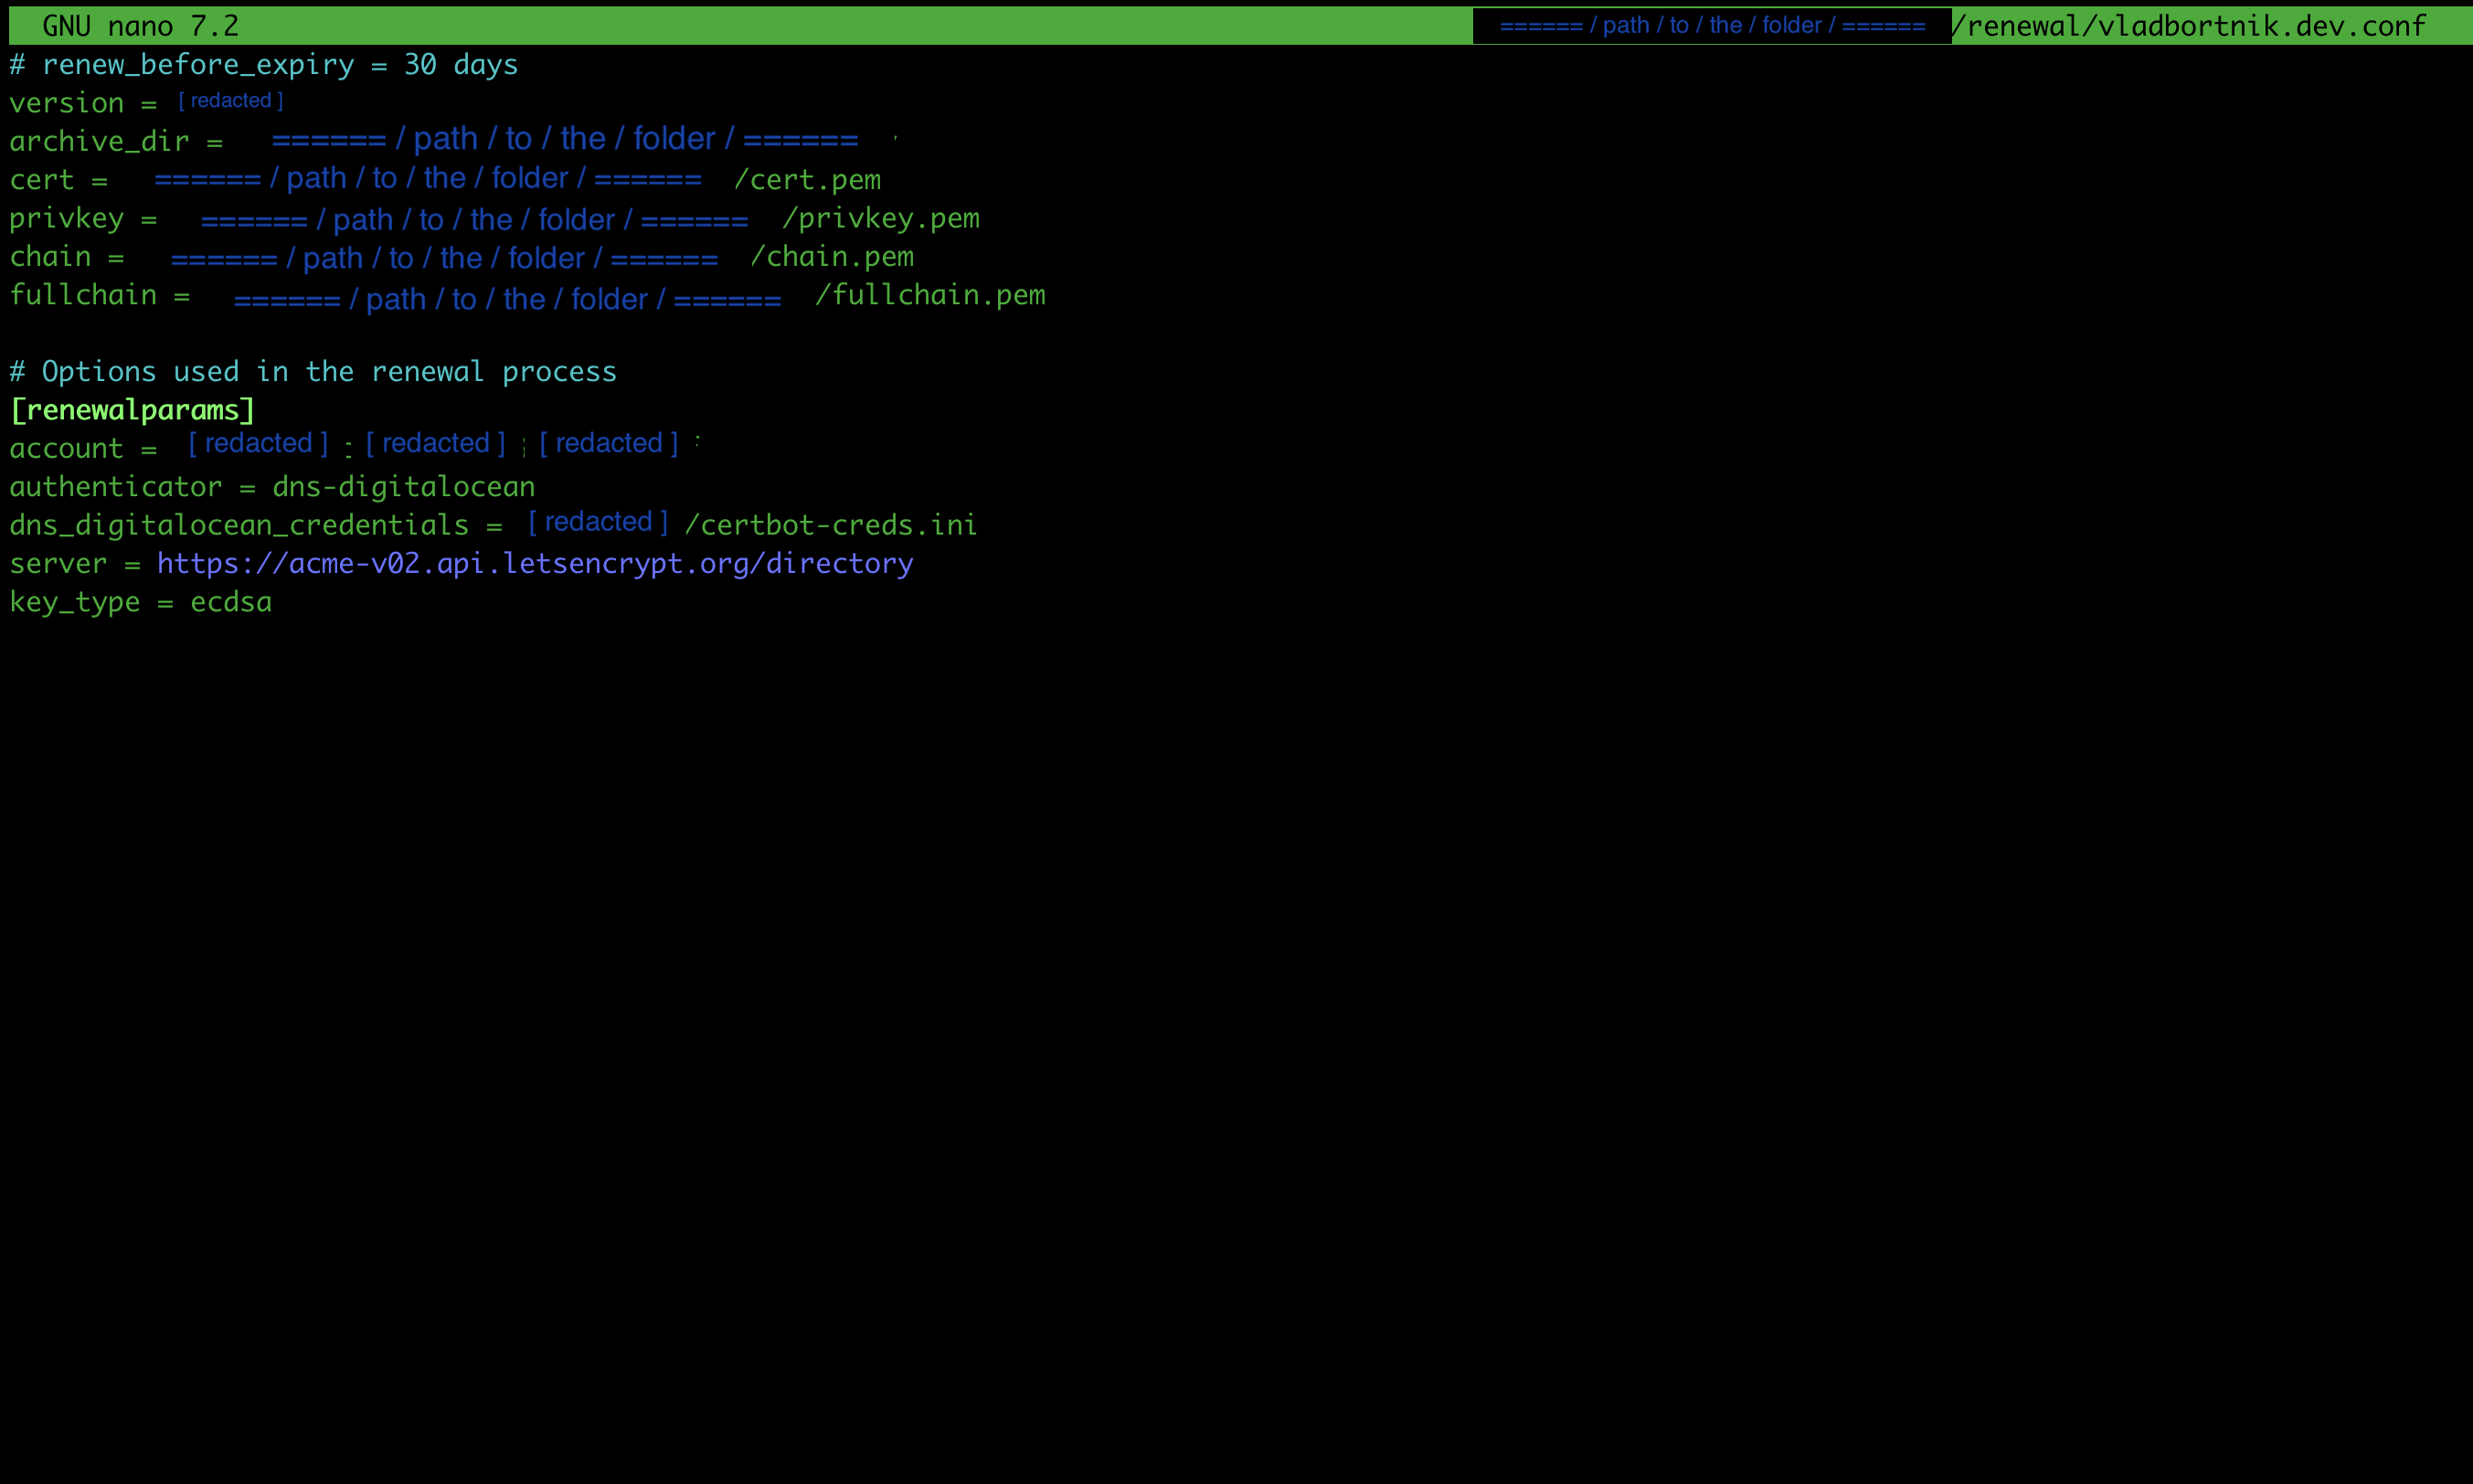 GNU nano 7.2 ====== / path / to / the / folder / ====== /renewal/vladbortnik.dev.conf
# renew_before_expiry = 30 days
version = [ redacted ]
archive_dir = ====== / path / to / the / folder / ======
cert = ====== / path / to / the / folder / ====== /cert.pem
privkey = ====== / path / to / the / folder / ====== /privkey.pem
chain = ====== / path / to / the / folder / ====== /chain.pem
fullchain = ====== / path / to / the / folder / ====== /fullchain.pem
# Options used in the renewal process
[renewalparams]
account = [ redacted ] [ redacted ] [ redacted ]
authenticator = dns-digitalocean
dns_digitalocean_credentials = [ redacted ] /certbot-creds.ini
server = https://acme-v02.api.letsencrypt.org/directory
key_type = ecdsa